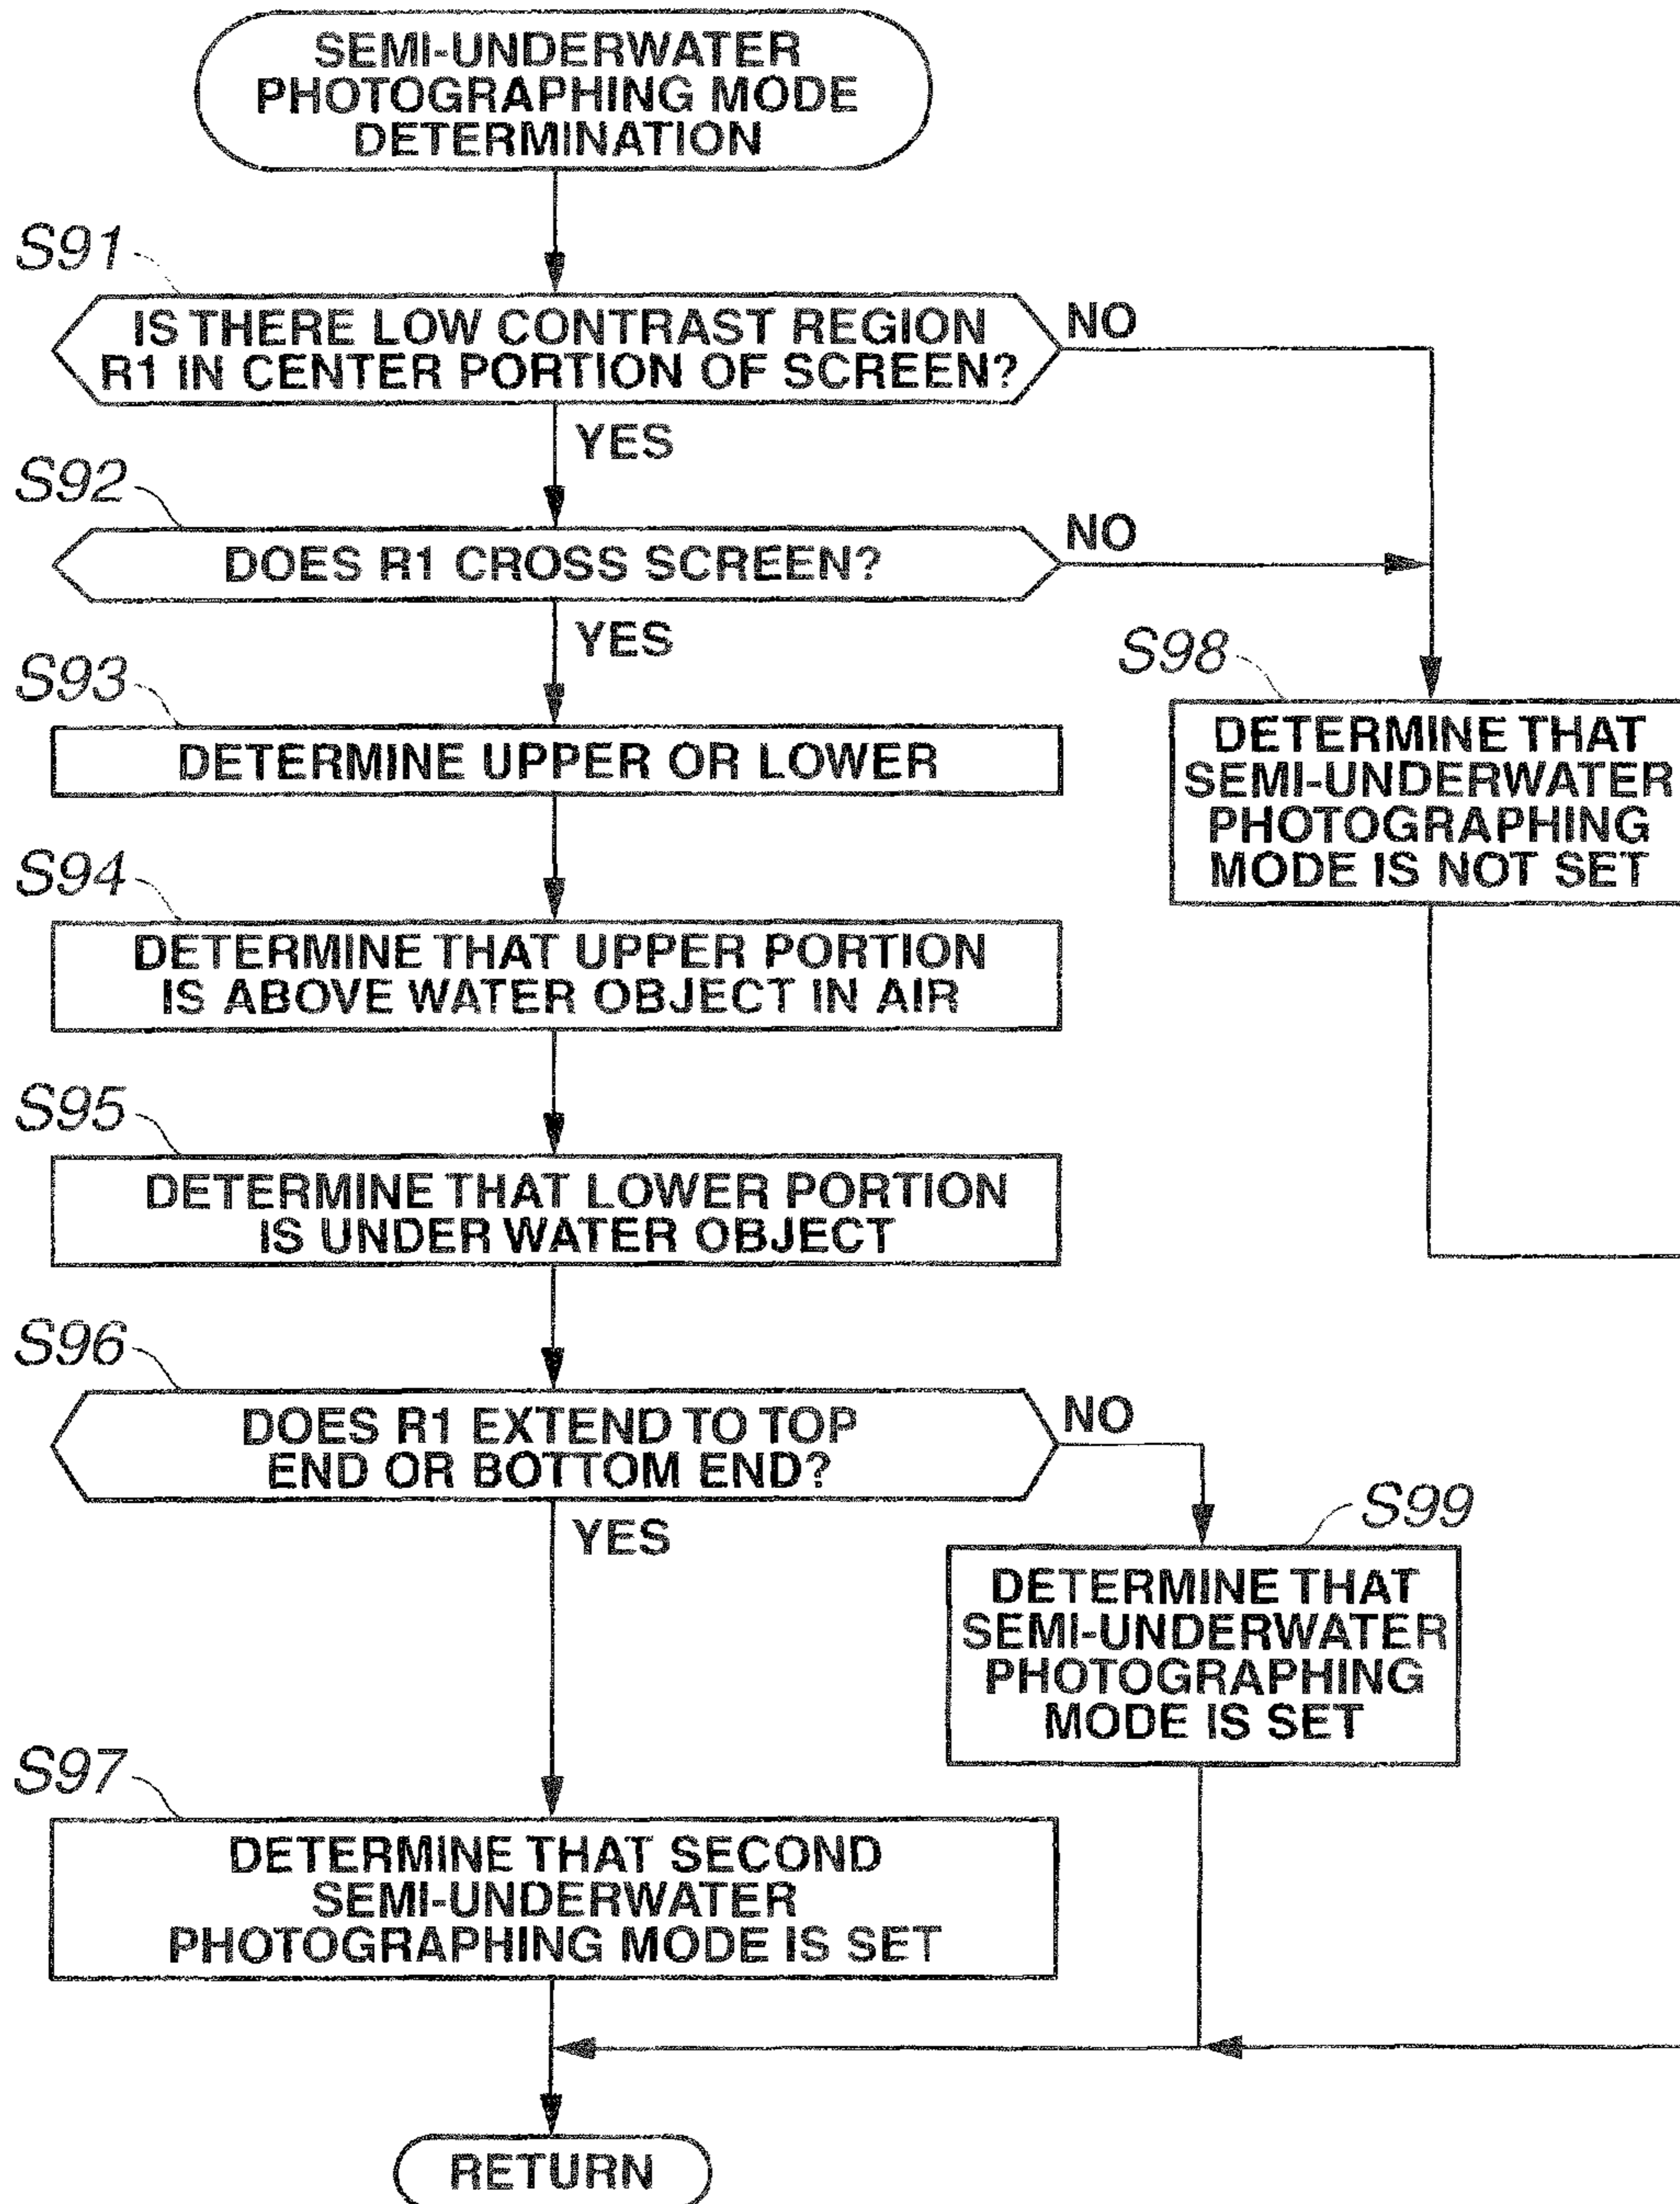 SEMI-UNDERWATER
PHOTOGRAPHING MODE
DETERMINATION
S91
IS THERE LOW CONTRAST REGION
R1 IN CENTER PORTION OF SCREEN?
NO
YES
S92
DOES R1 CROSS SCREEN?
NO
YES
S93
DETERMINE UPPER OR LOWER
S98
DETERMINE THAT
SEMI-UNDERWATER
PHOTOGRAPHING
MODE IS NOT SET
S94
DETERMINE THAT UPPER PORTION
IS ABOVE WATER OBJECT IN AIR
S95
DETERMINE THAT LOWER PORTION
IS UNDER WATER OBJECT
S96
DOES R1 EXTEND TO TOP
END OR BOTTOM END?
NO
YES
S99
DETERMINE THAT
SEMI-UNDERWATER
PHOTOGRAPHING
MODE IS SET
S97
DETERMINE THAT SECOND
SEMI-UNDERWATER
PHOTOGRAPHING MODE IS SET
RETURN